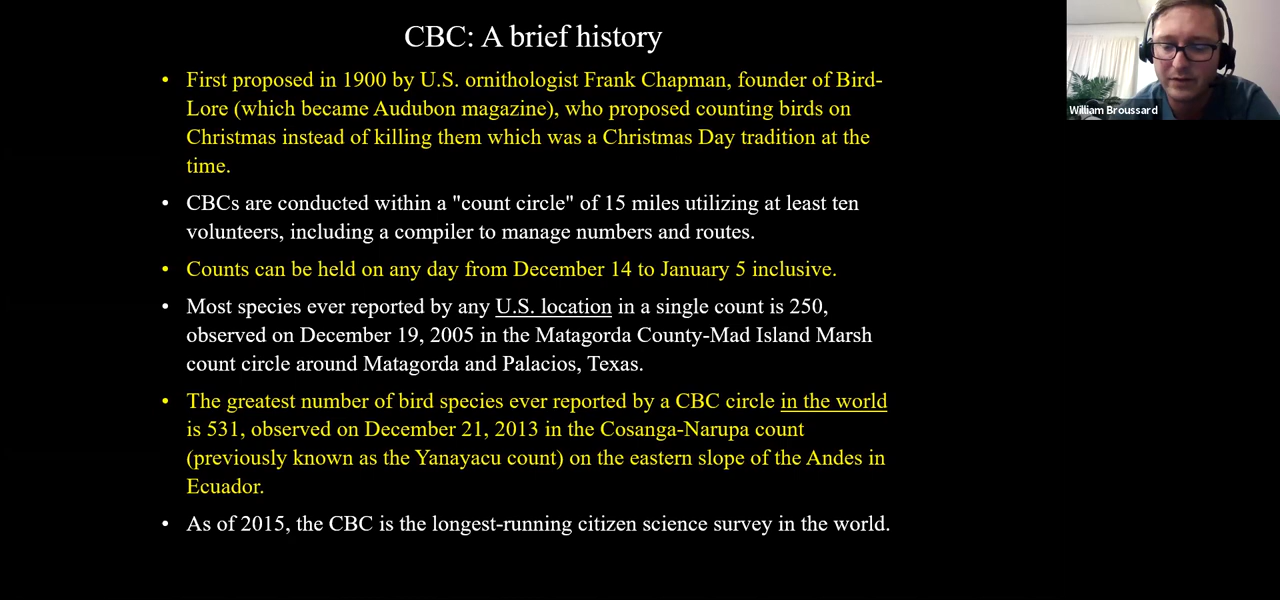 CBC: A brief history
• First proposed in 1900 by U.S. ornithologist Frank Chapman, founder of Bird-
Lore (which became Audubon magazine), who proposed counting birds on
Christmas instead of killing them which was a Christmas Day tradition at the
time.
• CBCs are conducted within a "count circle" of 15 miles utilizing at least ten
volunteers, including a compiler to manage numbers and routes.
• Counts can be held on any day from December 14 to January 5 inclusive.
• Most species ever reported by any U.S. location in a single count is 250,
observed on December 19, 2005 in the Matagorda County-Mad Island Marsh
count circle around Matagorda and Palacios, Texas.
• The greatest number of bird species ever reported by a CBC circle in the world
is 531, observed on December 21, 2013 in the Cosanga-Narupa count
(previously known as the Yanayacu count) on the eastern slope of the Andes in
Ecuador.
• As of 2015, the CBC is the longest-running citizen science survey in the world.
William Broussard